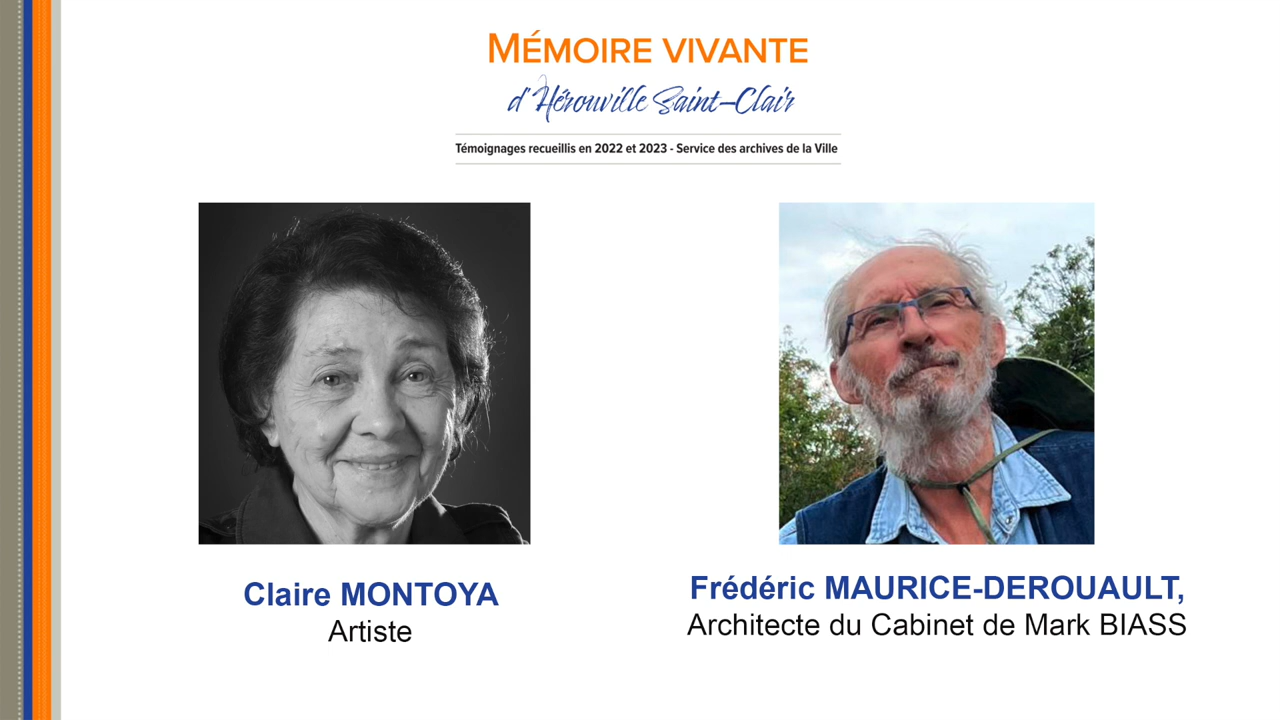 MÉMOIRE VIVANTE
d'Hérouville Saint-Clair
Témoignages recueillis en 2022 et 2023 - Service des archives de la Ville
Claire MONTOYA
Artiste
Frédéric MAURICE-DEROUAULT,
Architecte du Cabinet de Mark BIASS